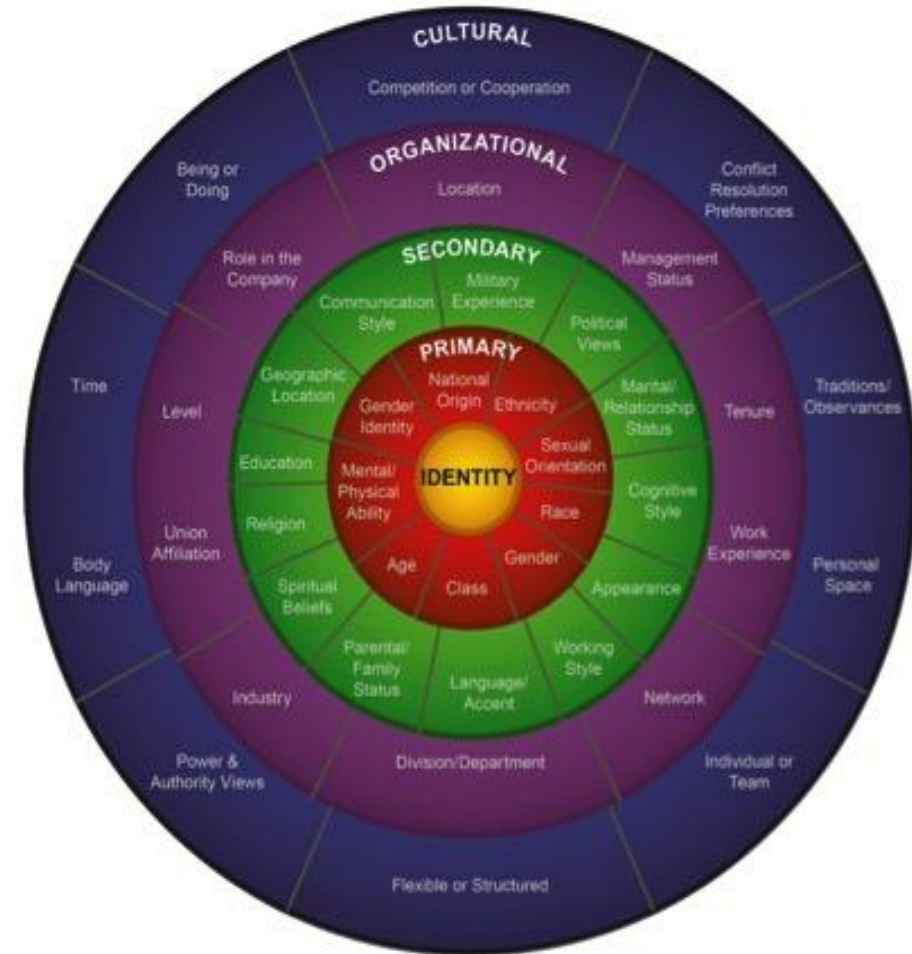 CULTURAL
Competition or Cooperation
Conflict
Resolution
Preferences
Traditions/
Observances
Personal
Space
Individual or
Team
Flexible or Structured
Power &
Authority Views
Body
Language
Time
Being or
Doing
ORGANIZATIONAL
Location
Management
Status
Tenure
Work
Experience
Network
Division/Department
Industry
Union
Affiliation
Level
Role in the
Company
SECONDARY
Military
Experience
Political
Views
Marital/
Relationship
Status
Cognitive
Style
Appearance
Working
Style
Language/
Accent
Parental/
Family
Status
Spiritual
Beliefs
Religion
Education
Geographic
Location
Communication
Style
PRIMARY
National
Origin
Ethnicity
Sexual
Orientation
Race
Gender
Class
Age
Mental/
Physical
Ability
Gender
Identity
IDENTITY